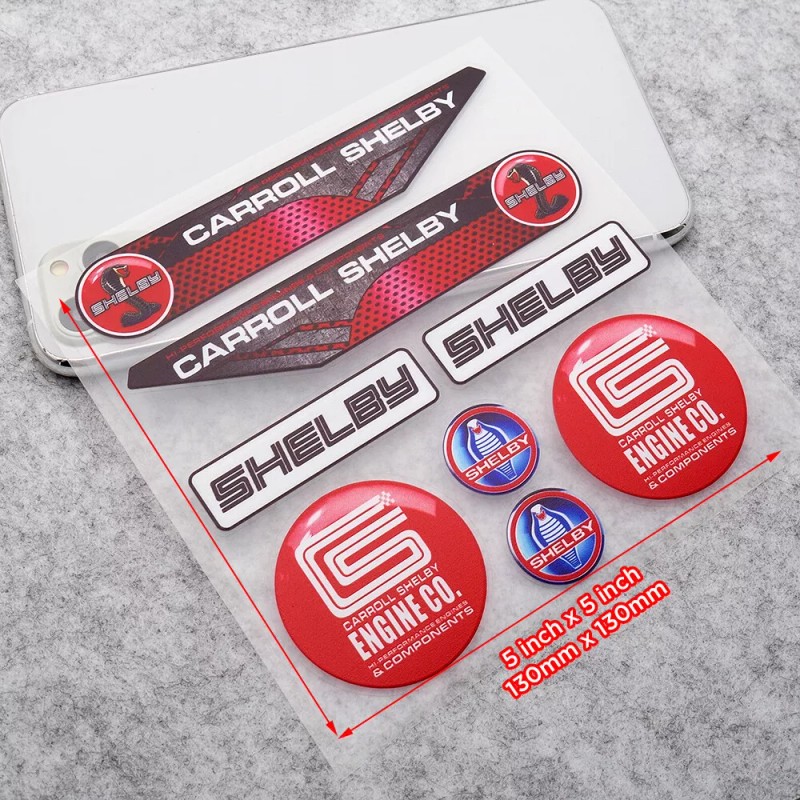 CARROLL SHELBY
SHELBY
CARROLL SHELBY
SHELBY
SHELBY
SHELBY
SHELBY
SHELBY
CARROLL SHELBY
ENGINE CO.
HI-PERFORMANCE ENGINES
& COMPONENTS
CARROLL SHELBY
ENGINE CO.
HI-PERFORMANCE ENGINES
& COMPONENTS
5 inch x 5 inch
130mm x 130mm